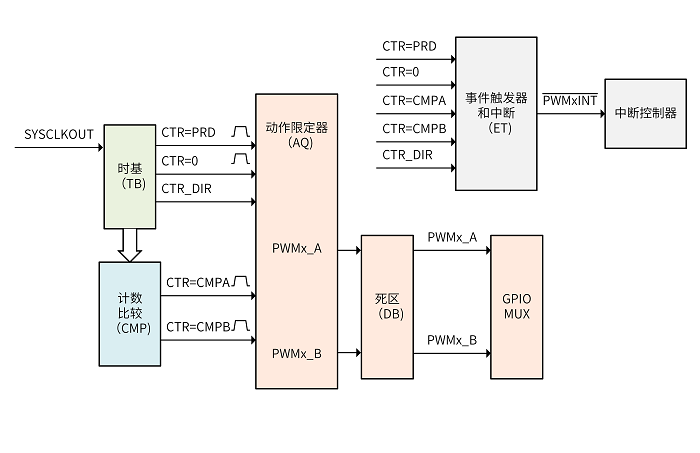 CTR=PRD
CTR=0
CTR=CMPA
CTR=CMPB
CTR_DIR
事件触发器
和中断
（ET）
PWMxINT
中断控制器
SYSCLKOUT
时基
（TB）
CTR=PRD
CTR=0
CTR_DIR
动作限定器
（AQ)
PWMx_A
PWMx_B
计数
比较
（CMP）
CTR=CMPA
CTR=CMPB
死区
（DB）
PWMx_A
PWMx_B
GPIO
MUX